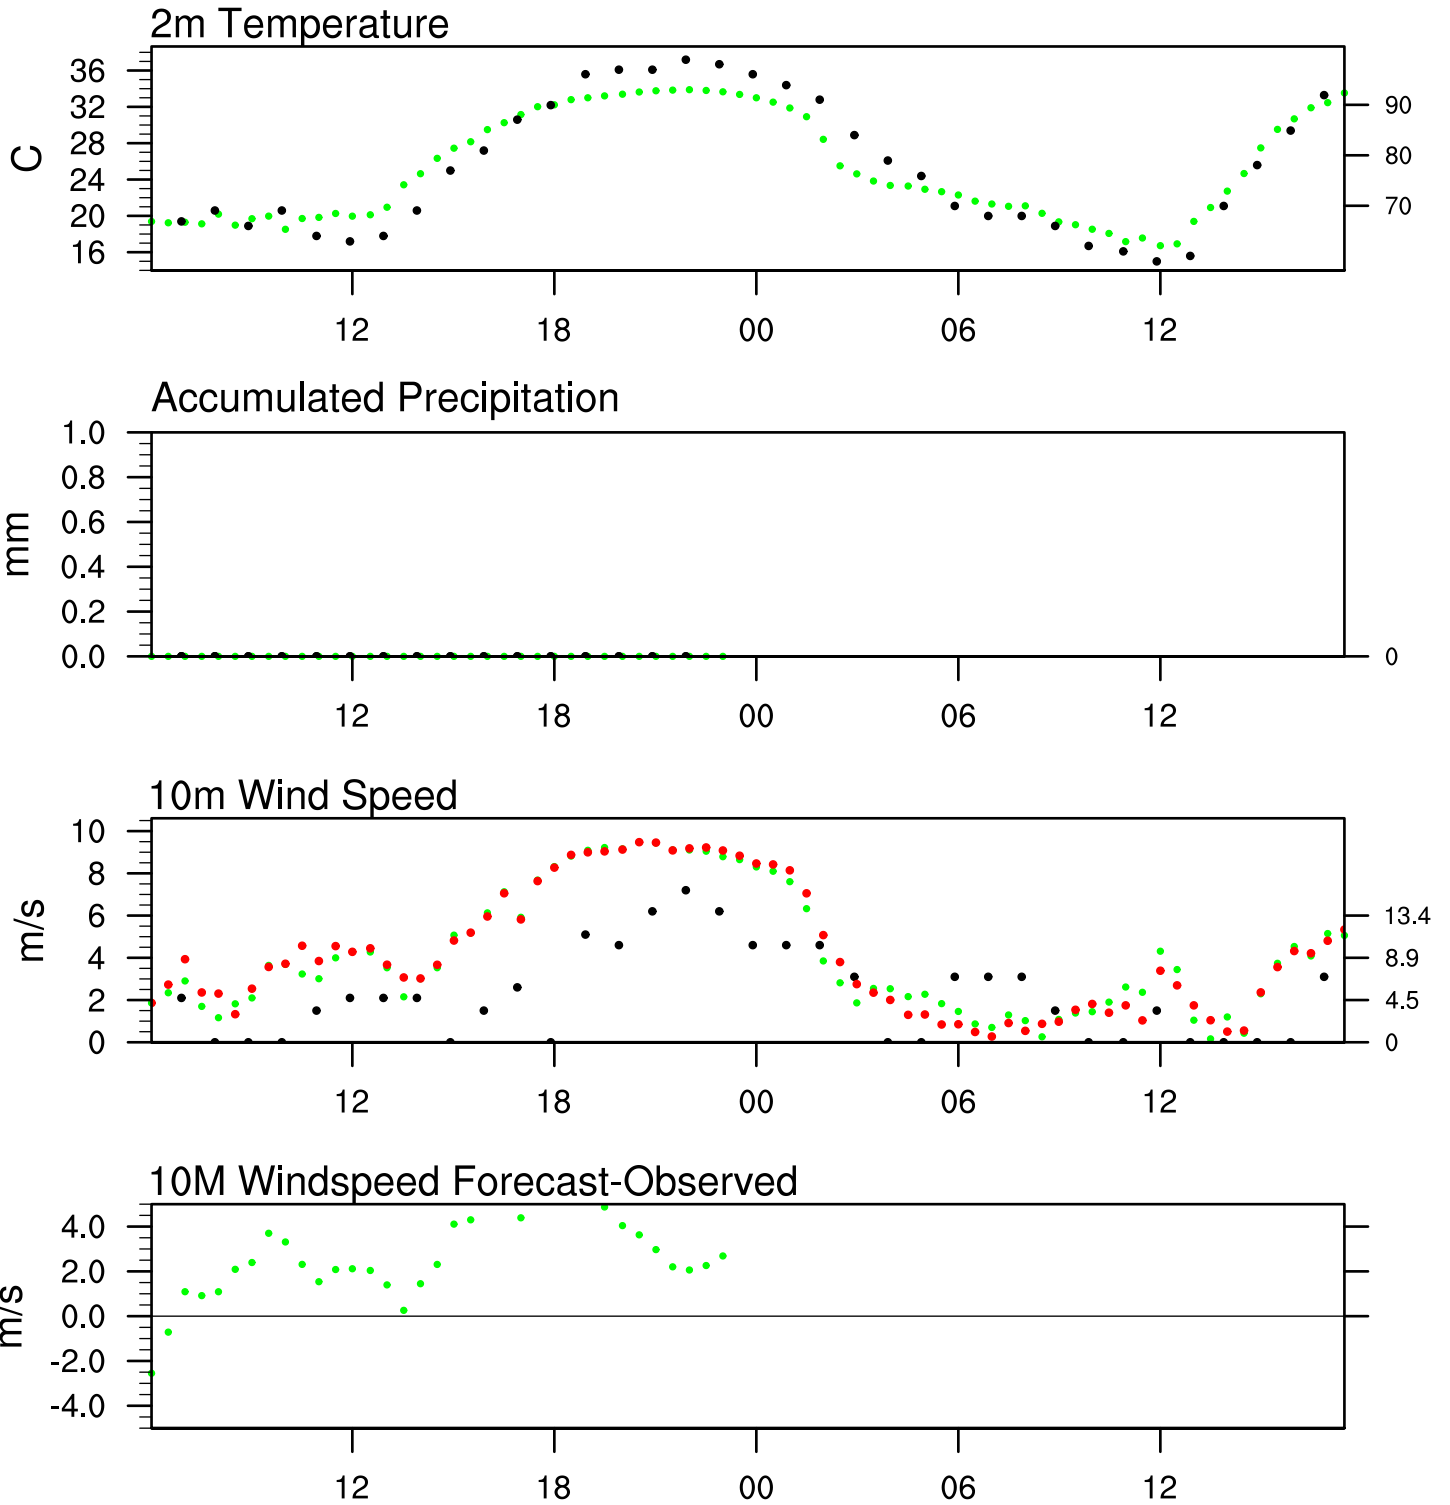 2m Temperature
36
32
28
24
20
16
C
90
80
70
12 18 00 06 12
Accumulated Precipitation
1.0
0.8
0.6
0.4
0.2
0.0
mm
0
12 18 00 06 12
10m Wind Speed
10
8
6
4
2
0
m/s
13.4
8.9
4.5
0
12 18 00 06 12
10M Windspeed Forecast-Observed
4.0
2.0
0.0
-2.0
-4.0
m/s
12 18 00 06 12